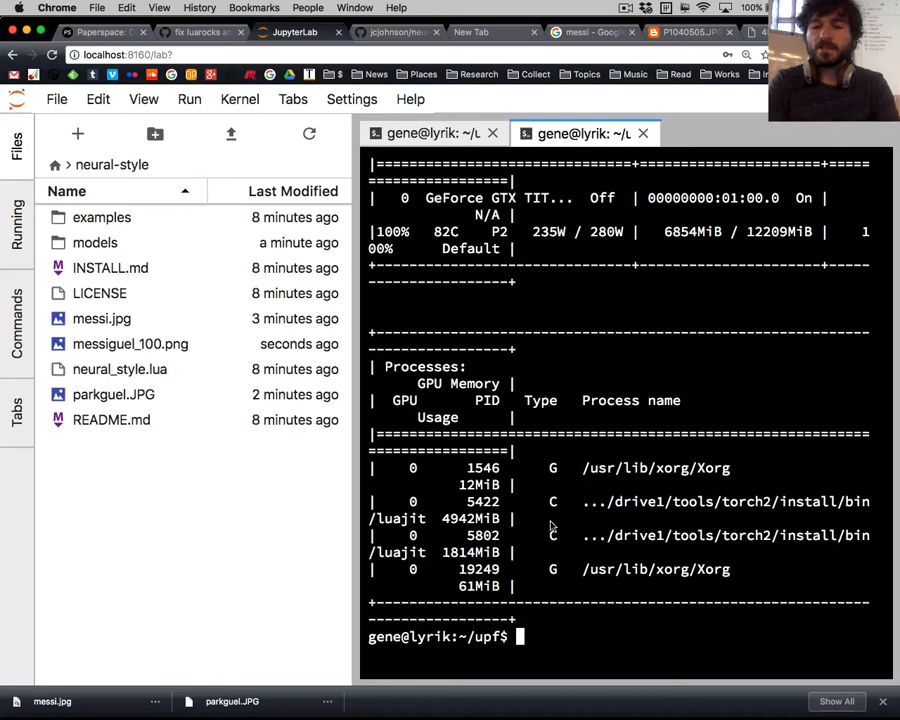 Chrome File Edit View History Bookmarks People Window Help 100%
Paperspace: C fix luarocks an JupyterLab jcjohnson/neu New Tab messi - Google P1040505.JP
localhost:8160/lab?
$ News Places Research Collect Topics Music Read Works
File Edit View Run Kernel Tabs Settings Help
gene@lyrik: ~/u
gene@lyrik: ~/u
Files
Running
Commands
Tabs
neural-style
Name Last Modified
examples 8 minutes ago
models a minute ago
INSTALL.md 8 minutes ago
LICENSE 8 minutes ago
messi.jpg 3 minutes ago
messiguel_100.png seconds ago
neural_style.lua 8 minutes ago
parkguel.JPG 2 minutes ago
README.md 8 minutes ago
|===============================+======================+=====
=================|
| 0 GeForce GTX TIT... Off | 00000000:01:00.0 On |
N/A |
|100% 82C P2 235W / 280W | 6854MiB / 12209MiB | 1
00% Default |
+-------------------------------+----------------------+-----
-----------------+
+------------------------------------------------------------
-----------------+
| Processes:
GPU Memory |
| GPU PID Type Process name
Usage |
|============================================================
=================|
| 0 1546 G /usr/lib/xorg/Xorg
12MiB |
| 0 5422 C .../drive1/tools/torch2/install/bin
/luajit 4942MiB |
| 0 5802 C .../drive1/tools/torch2/install/bin
/luajit 1814MiB |
| 0 19249 G /usr/lib/xorg/Xorg
61MiB |
+------------------------------------------------------------
-----------------+
gene@lyrik:~/upf$
messi.jpg
parkguel.JPG
Show All